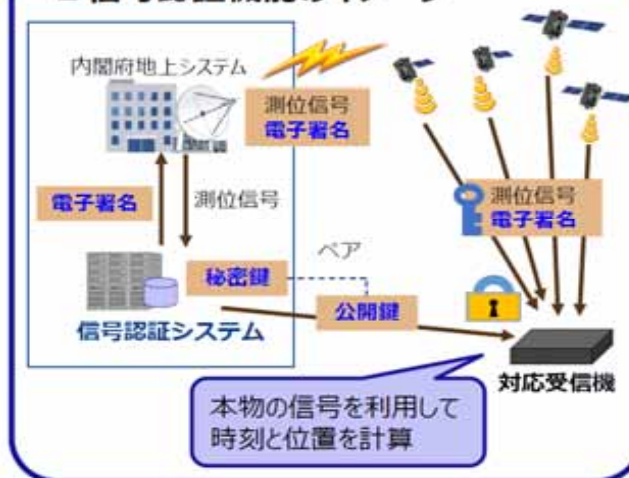 内閣府地上システム
測位信号
電子署名
電子署名
測位信号
測位信号
電子署名
ペア
秘密鍵
公開鍵
信号認証システム
対応受信機
本物の信号を利用して
時刻と位置を計算